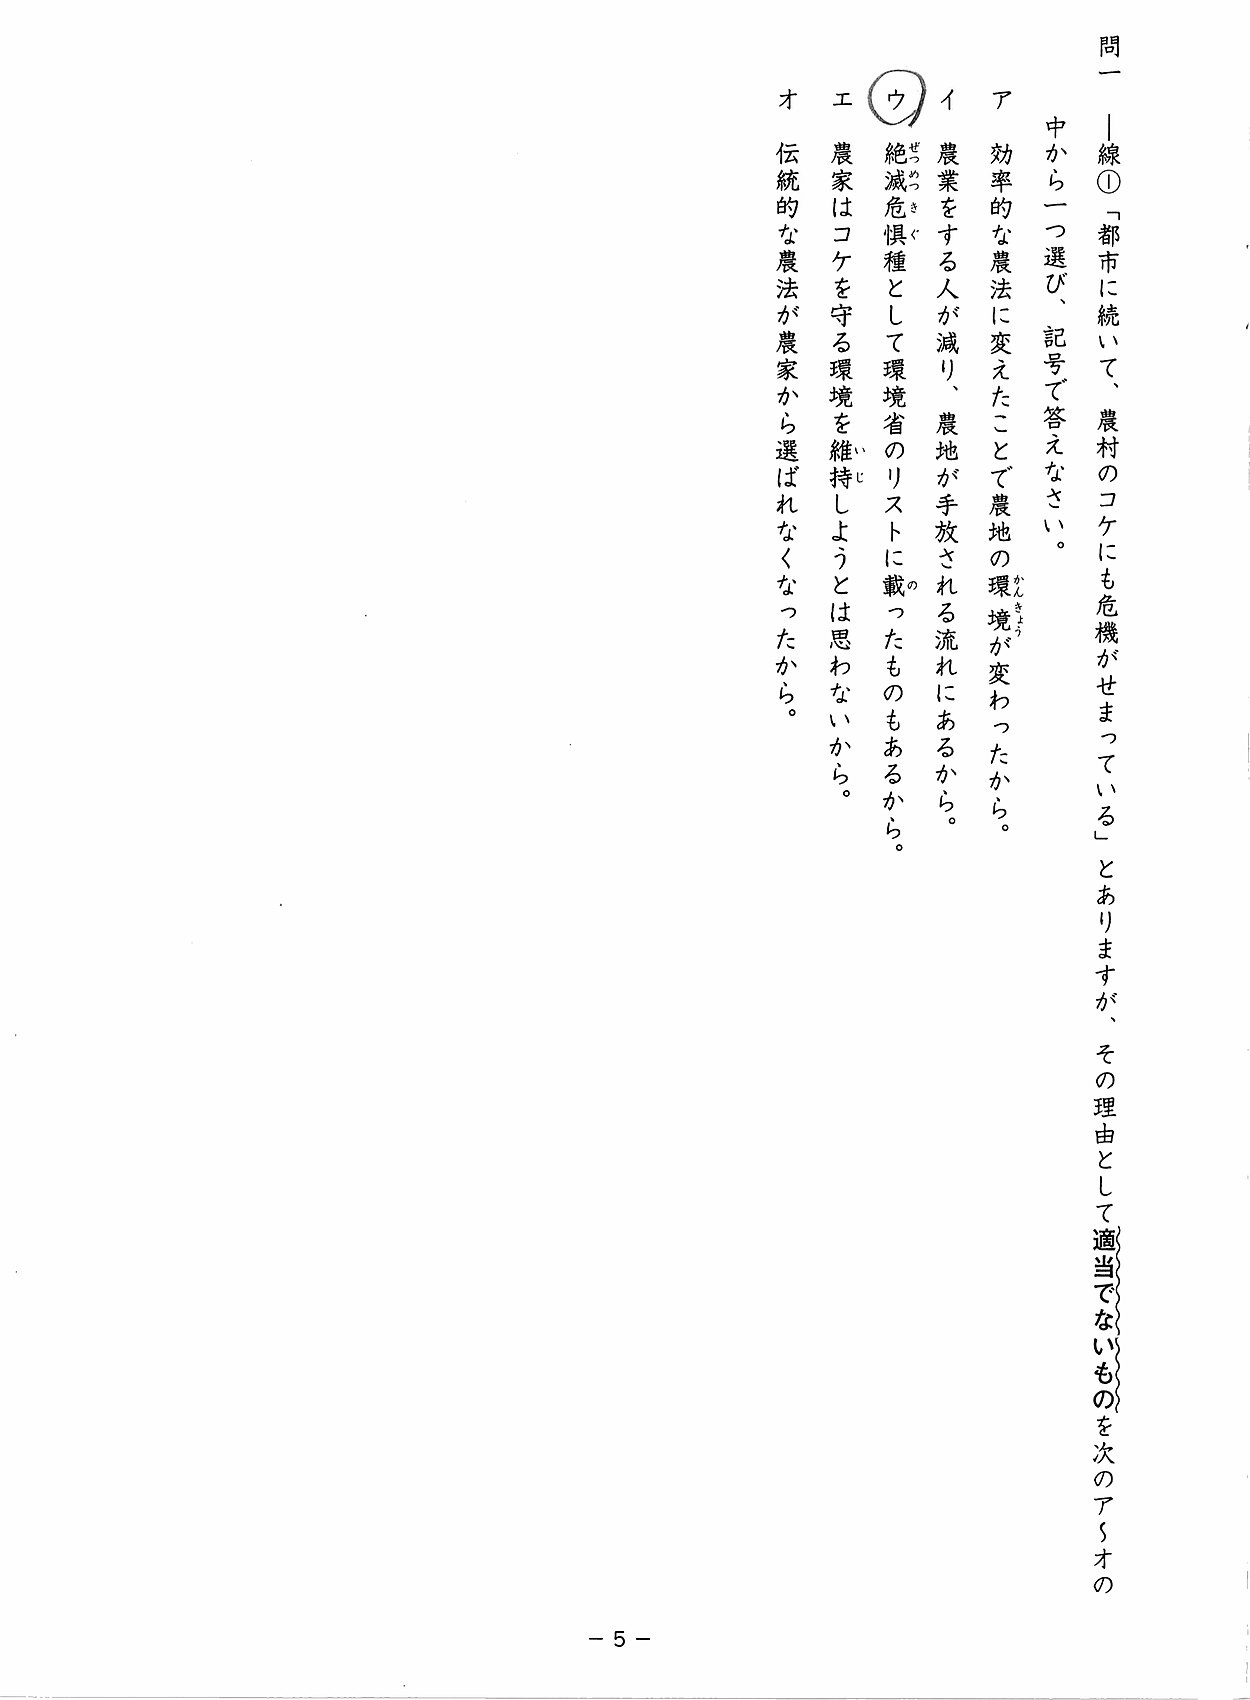 問一　―線①「都市に続いて、農村のコケにも危機がせまっている」とありますが、その理由として適当でないものを次のア～オの
中から一つ選び、記号で答えなさい。
ア　効率的な農法に変えたことで農地の環境が変わったから。
イ　農業をする人が減り、農地が手放される流れにあるから。
ウ　絶滅危惧種として環境省のリストに載ったものもあるから。
エ　農家はコケを守る環境を維持しようとは思わないから。
オ　伝統的な農法が農家から選ばれなくなったから。
－5－